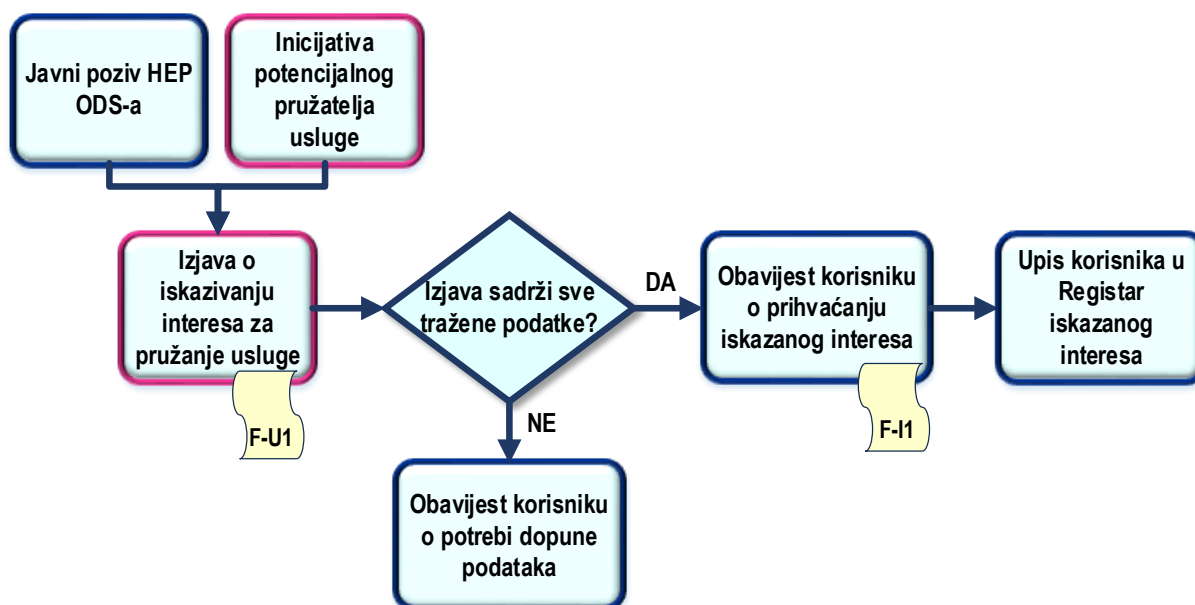 Javni poziv HEP
ODS-a
Inicijativa
potencijalnog
pružatelja
usluge
Izjava o
iskazivanju
interesa za
pružanje usluge
F-U1
Izjava sadrži sve
tražene podatke?
DA
NE
Obavijest korisniku
o prihvaćanju
iskazanog interesa
F-I1
Upis korisnika u
Registar
iskazanog
interesa
Obavijest korisniku
o potrebi dopune
podataka